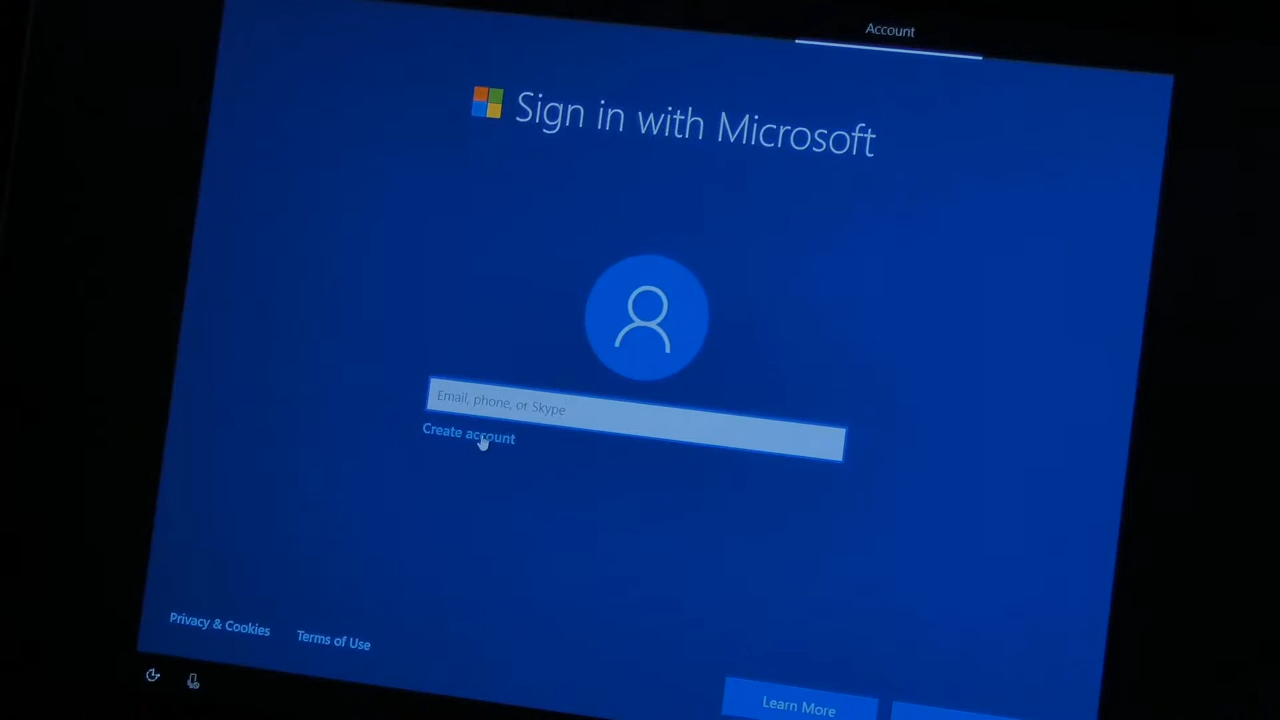 Account
Sign in with Microsoft
Email, phone, or Skype
Create account
Privacy & Cookies
Terms of Use
Learn More